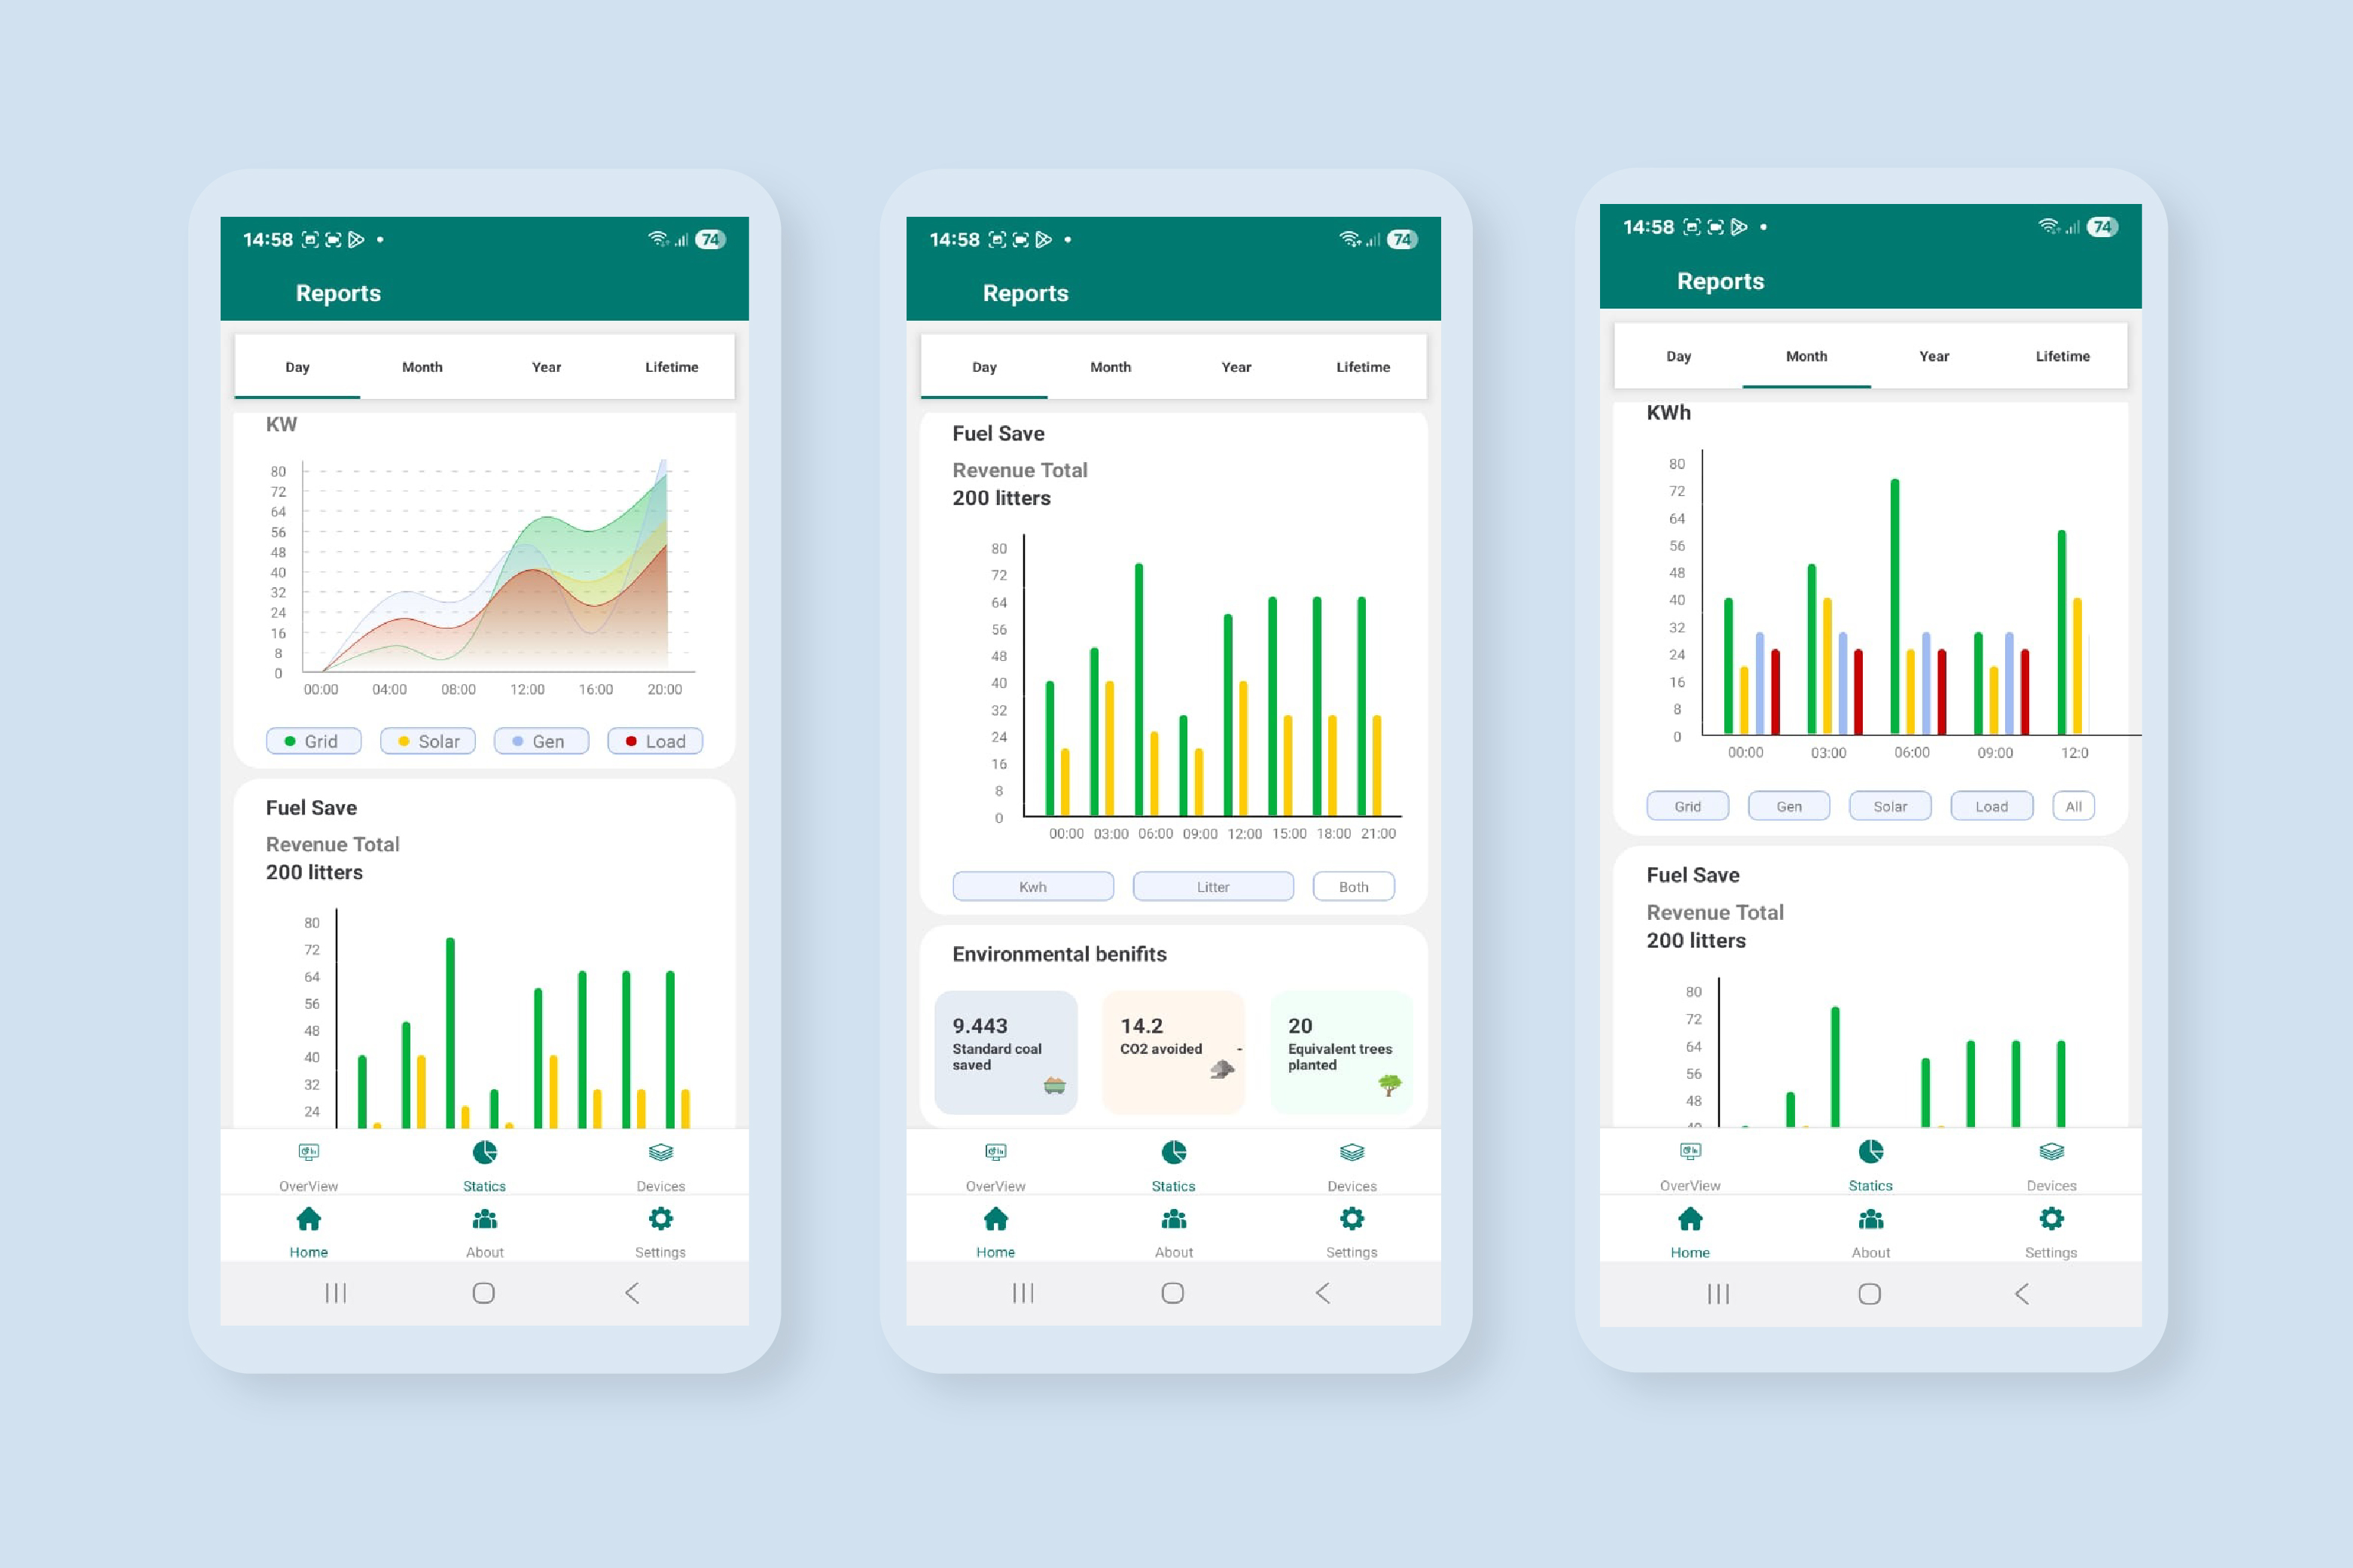 14:58
74
Reports
Day Month Year Lifetime
KW
80
72
64
56
48
40
32
24
16
8
0
00:00 04:00 08:00 12:00 16:00 20:00
Grid Solar Gen Load
Fuel Save
Revenue Total
200 litters
80
72
64
56
48
40
32
24
OverView Statics Devices
Home About Settings
14:58
74
Reports
Day Month Year Lifetime
Fuel Save
Revenue Total
200 litters
80
72
64
56
48
40
32
24
16
8
0
00:00 03:00 06:00 09:00 12:00 15:00 18:00 21:00
Kwh Litter Both
Environmental benifits
9.443
Standard coal
saved
14.2
CO2 avoided -
20
Equivalent trees
planted
OverView Statics Devices
Home About Settings
14:58
74
Reports
Day Month Year Lifetime
KWh
80
72
64
56
48
40
32
24
16
8
0
00:00 03:00 06:00 09:00 12:0
Grid Gen Solar Load All
Fuel Save
Revenue Total
200 litters
80
72
64
56
48
40
OverView Statics Devices
Home About Settings